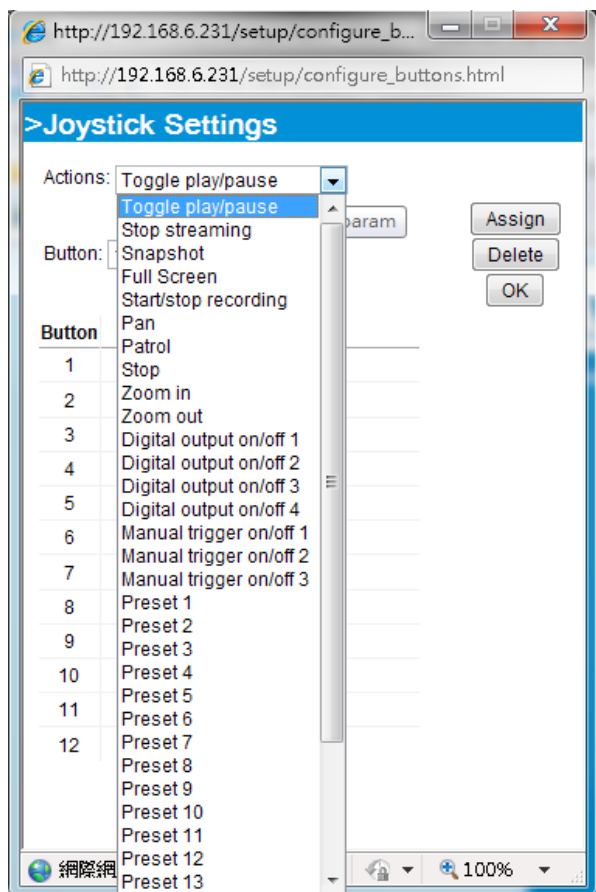 http://192.168.6.231/setup/configure_b...
http://192.168.6.231/setup/configure_buttons.html
>Joystick Settings
Actions: Toggle play/pause
Toggle play/pause
Stop streaming
Snapshot
Full Screen
Start/stop recording
Pan
Patrol
Stop
Zoom in
Zoom out
Digital output on/off 1
Digital output on/off 2
Digital output on/off 3
Digital output on/off 4
Manual trigger on/off 1
Manual trigger on/off 2
Manual trigger on/off 3
Preset 1
Preset 2
Preset 3
Preset 4
Preset 5
Preset 6
Preset 7
Preset 8
Preset 9
Preset 10
Preset 11
Preset 12
Preset 13
param
Assign
Button:
Delete
OK
Button
1
2
3
4
5
6
7
8
9
10
11
12
網際網
100%